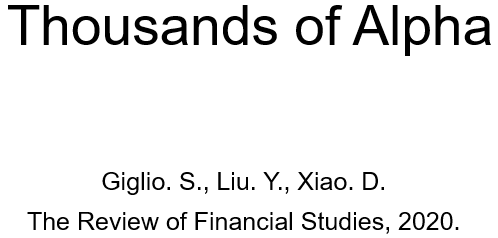 Thousands of Alpha
Giglio. S., Liu. Y., Xiao. D.
The Review of Financial Studies, 2020.